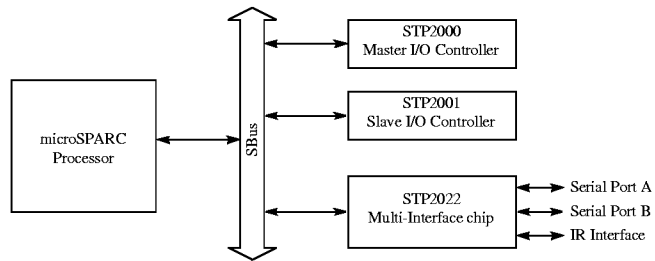 STP2000
Master I/O Controller
STP2001
Slave I/O Controller
microSPARC
Processor
SBus
STP2022
Multi-Interface chip
Serial Port A
Serial Port B
IR Interface